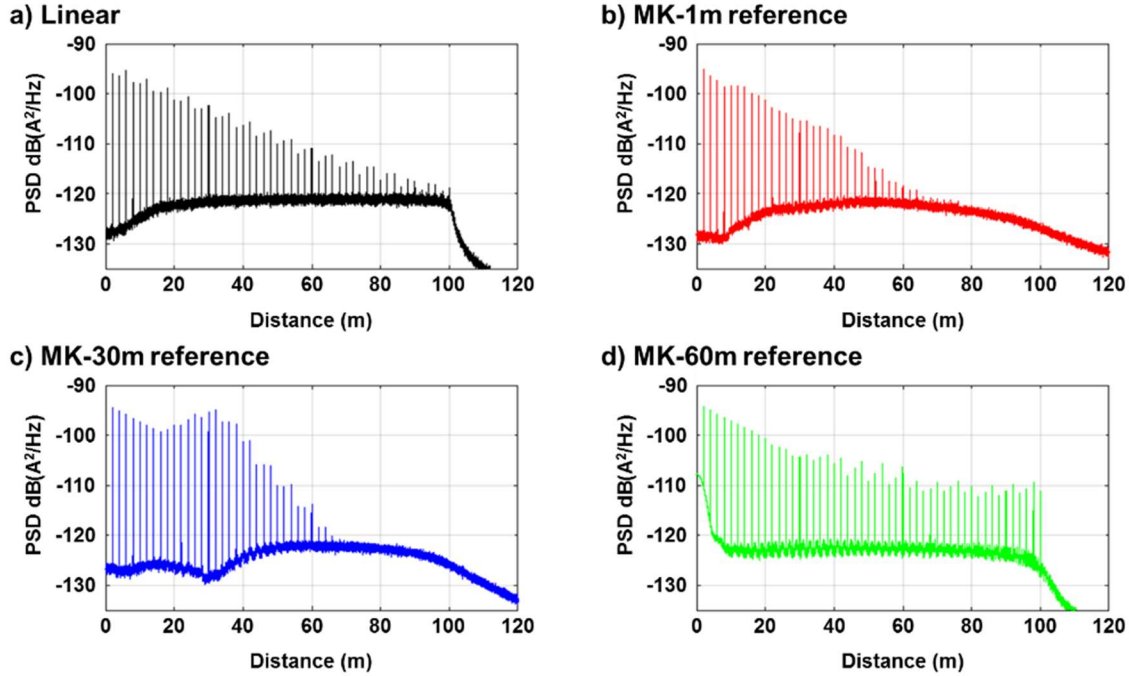 a) Linear
b) MK-1m reference
-90
-100
-110
-120
-130
PSD dB(A²/Hz)
0 20 40 60 80 100 120
Distance (m)
-90
-100
-110
-120
-130
PSD dB(A²/Hz)
0 20 40 60 80 100 120
Distance (m)
c) MK-30m reference
d) MK-60m reference
-90
-100
-110
-120
-130
PSD dB(A²/Hz)
0 20 40 60 80 100 120
Distance (m)
-90
-100
-110
-120
-130
PSD dB(A²/Hz)
0 20 40 60 80 100 120
Distance (m)